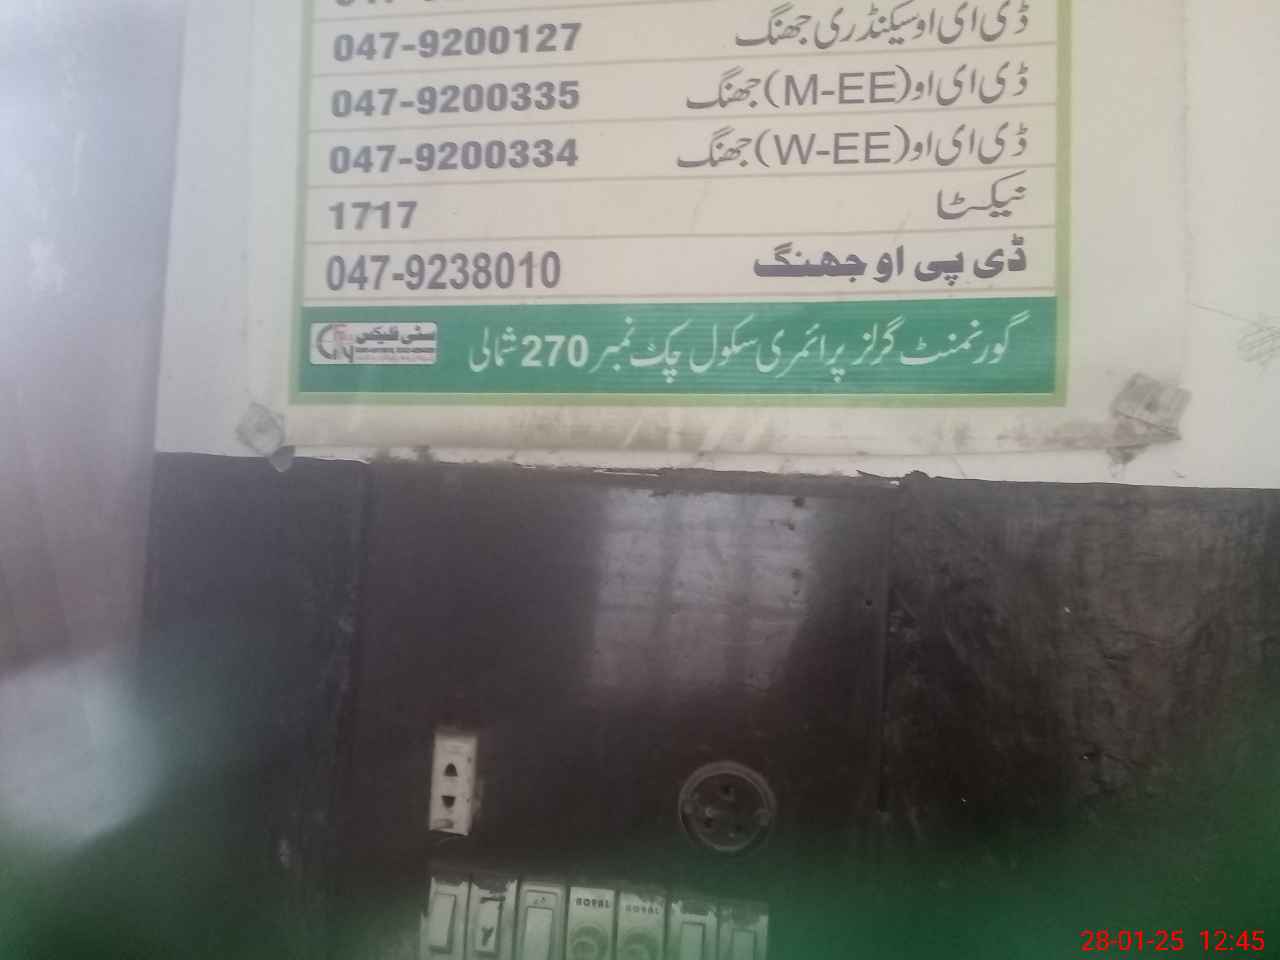 ڈی ای او سیکنڈری جھنگ 047-9200127
ڈی ای او (M-EE) جھنگ 047-9200335
ڈی ای او (W-EE) جھنگ 047-9200334
نیکٹا 1717
ڈی پی او جھنگ 047-9238010
گورنمنٹ گرلز پرائمری سکول چک نمبر 270 شمالی
سٹی فلیکس
28-01-25 12:45